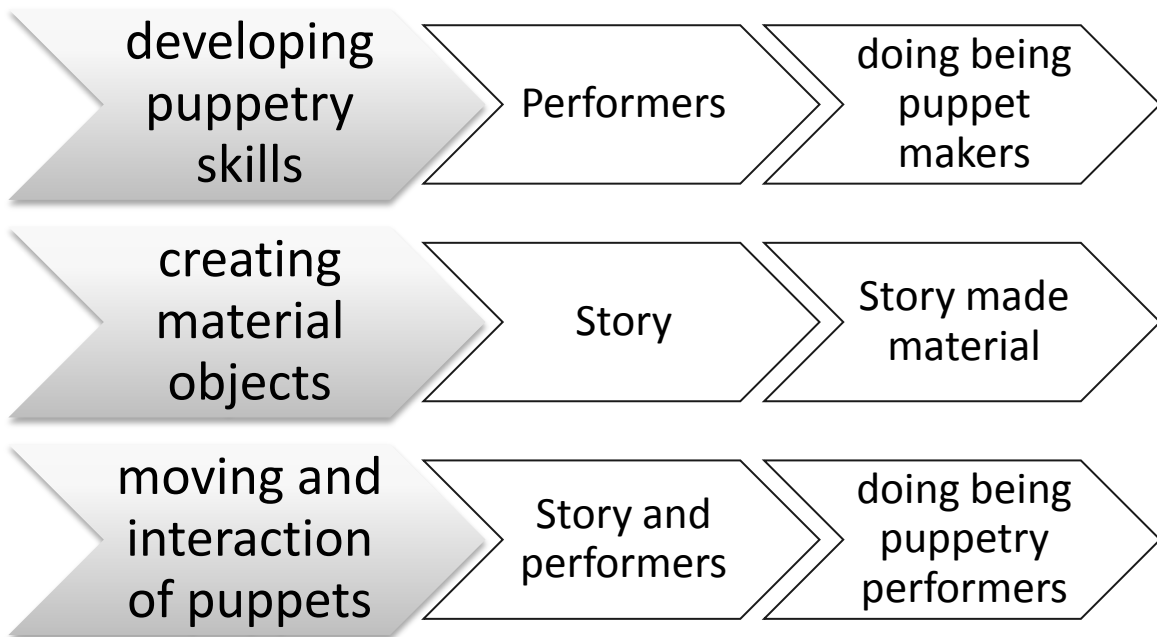 developing
puppetry
skills
Performers
doing being
puppet
makers
creating
material
objects
Story
Story made
material
moving and
interaction
of puppets
Story and
performers
doing being
puppetry
performers